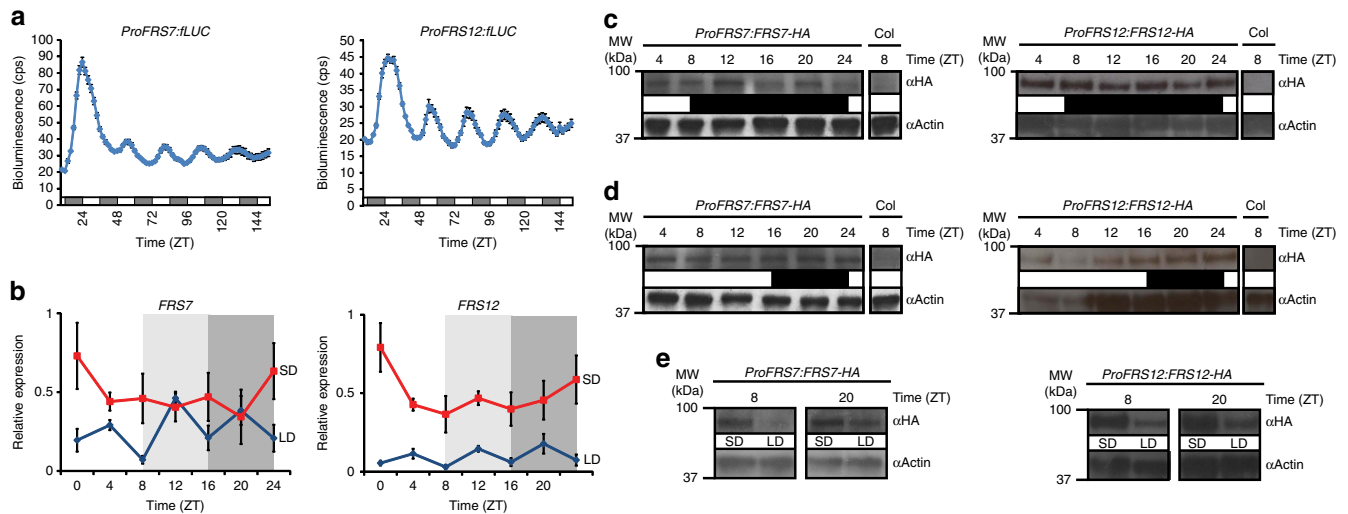 a
ProFRS7:fLUC
Bioluminescence (cps)
100
90
80
70
60
50
40
30
20
10
0
24 48 72 96 120 144
Time (ZT)
ProFRS12:fLUC
Bioluminescence (cps)
50
45
40
35
30
25
20
15
10
5
0
24 48 72 96 120 144
Time (ZT)
b
FRS7
Relative expression
1
0.5
0
SD
LD
0 4 8 12 16 20 24
Time (ZT)
FRS12
Relative expression
1
0.5
0
SD
LD
0 4 8 12 16 20
Time (ZT)
c
MW (kDa)
ProFRS7:FRS7-HA Col
4 8 12 16 20 24 8 Time (ZT)
100
αHA
αActin
37
MW (kDa)
ProFRS12:FRS12-HA Col
4 8 12 16 20 24 8 Time (ZT)
100
αHA
αActin
37
d
MW (kDa)
ProFRS7:FRS7-HA Col
4 8 12 16 20 24 8 Time (ZT)
100
αHA
αActin
37
MW (kDa)
ProFRS12:FRS12-HA Col
4 8 12 16 20 24 8 Time (ZT)
100
αHA
αActin
37
e
MW (kDa)
ProFRS7:FRS7-HA
8 20
100
αHA
SD LD SD LD
αActin
37
MW (kDa)
ProFRS12:FRS12-HA
8 20
100
αHA
SD LD SD LD
αActin
37